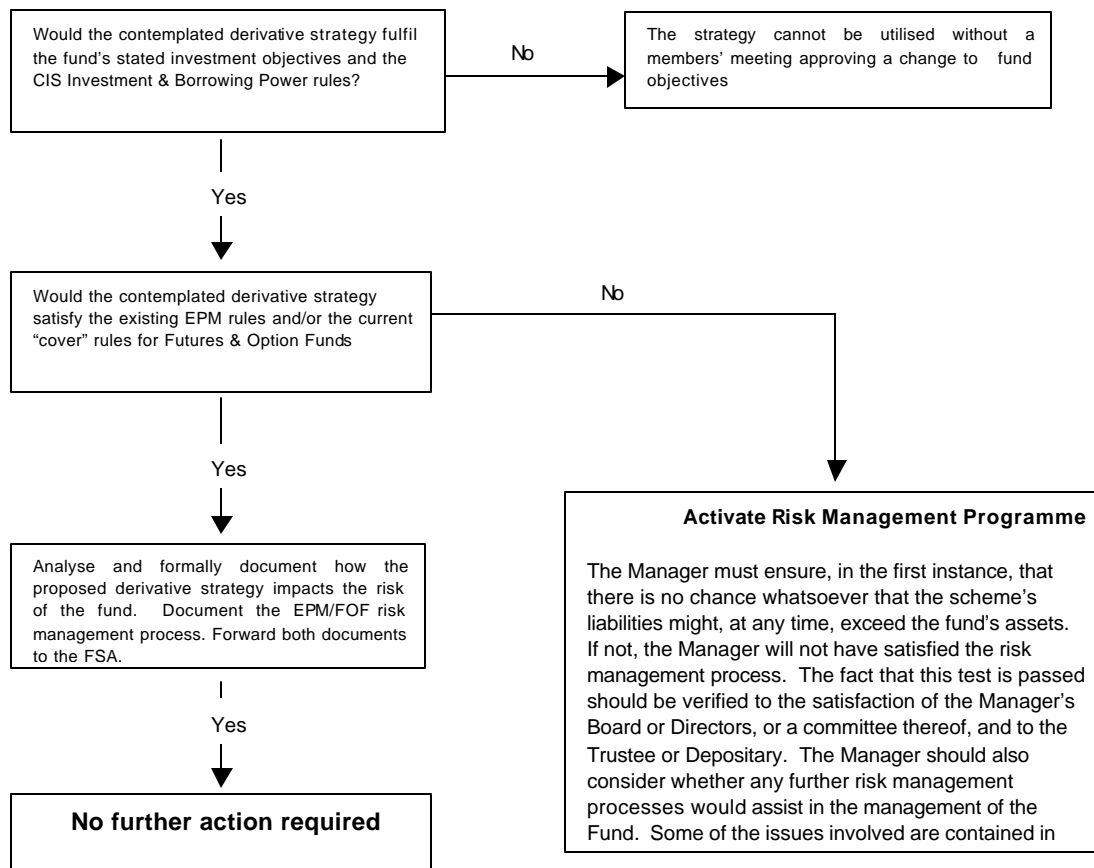 Would the contemplated derivative strategy fulfil
the fund's stated investment objectives and the
CIS Investment & Borrowing Power rules?
No
The strategy cannot be utilised without a
members' meeting approving a change to fund
objectives
Yes
Would the contemplated derivative strategy
satisfy the existing EPM rules and/or the current
“cover” rules for Futures & Option Funds
No
Yes
Analyse and formally document how the
proposed derivative strategy impacts the risk
of the fund. Document the EPM/FOF risk
management process. Forward both documents
to the FSA.
Yes
No further action required
Activate Risk Management Programme
The Manager must ensure, in the first instance, that
there is no chance whatsoever that the scheme's
liabilities might, at any time, exceed the fund's assets.
If not, the Manager will not have satisfied the risk
management process. The fact that this test is passed
should be verified to the satisfaction of the Manager's
Board or Directors, or a committee thereof, and to the
Trustee or Depositary. The Manager should also
consider whether any further risk management
processes would assist in the management of the
Fund. Some of the issues involved are contained in